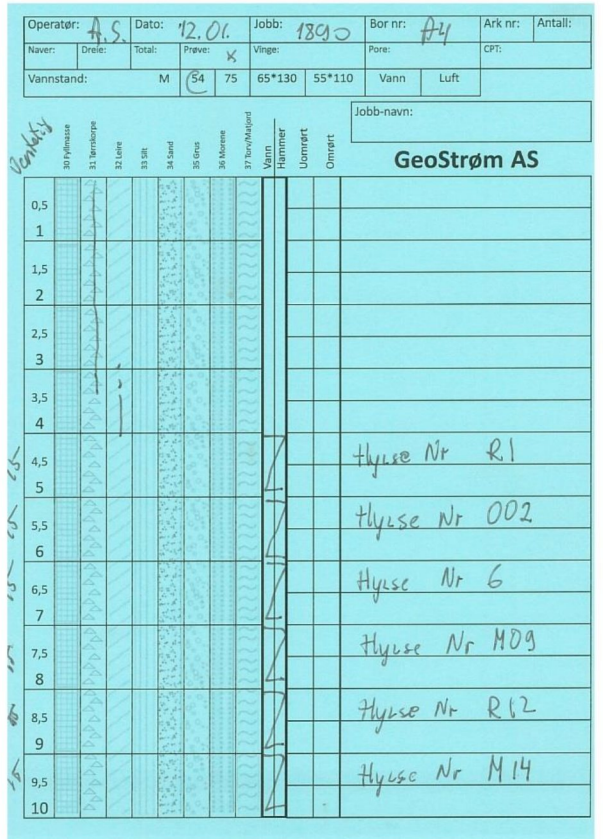 Operatør: A.S. Dato: 12.01. Jobb: 1890 Bor nr: A4 Ark nr: Antall:
Naver: Dreie: Total: Prøve: x Vinge: Pore: CPT:
Vannstand: M 54 75 65*130 55*110 Vann Luft
Jobb-navn:
30 Fyllmasse 31 Tørrskorpe 32 Leire 33 Silt 34 Sand 35 Grus 36 Morene 37 Torv/Matjord Vann Hammer Uomrørt Omrørt
GeoStrøm AS
0,5
1
1,5
2
2,5
3
3,5
4
4,5 Hylse Nr R1
5
5,5 Hylse Nr 002
6
6,5 Hylse Nr 6
7
7,5 Hylse Nr M09
8
8,5 Hylse Nr R12
9
9,5 Hylse Nr M14
10